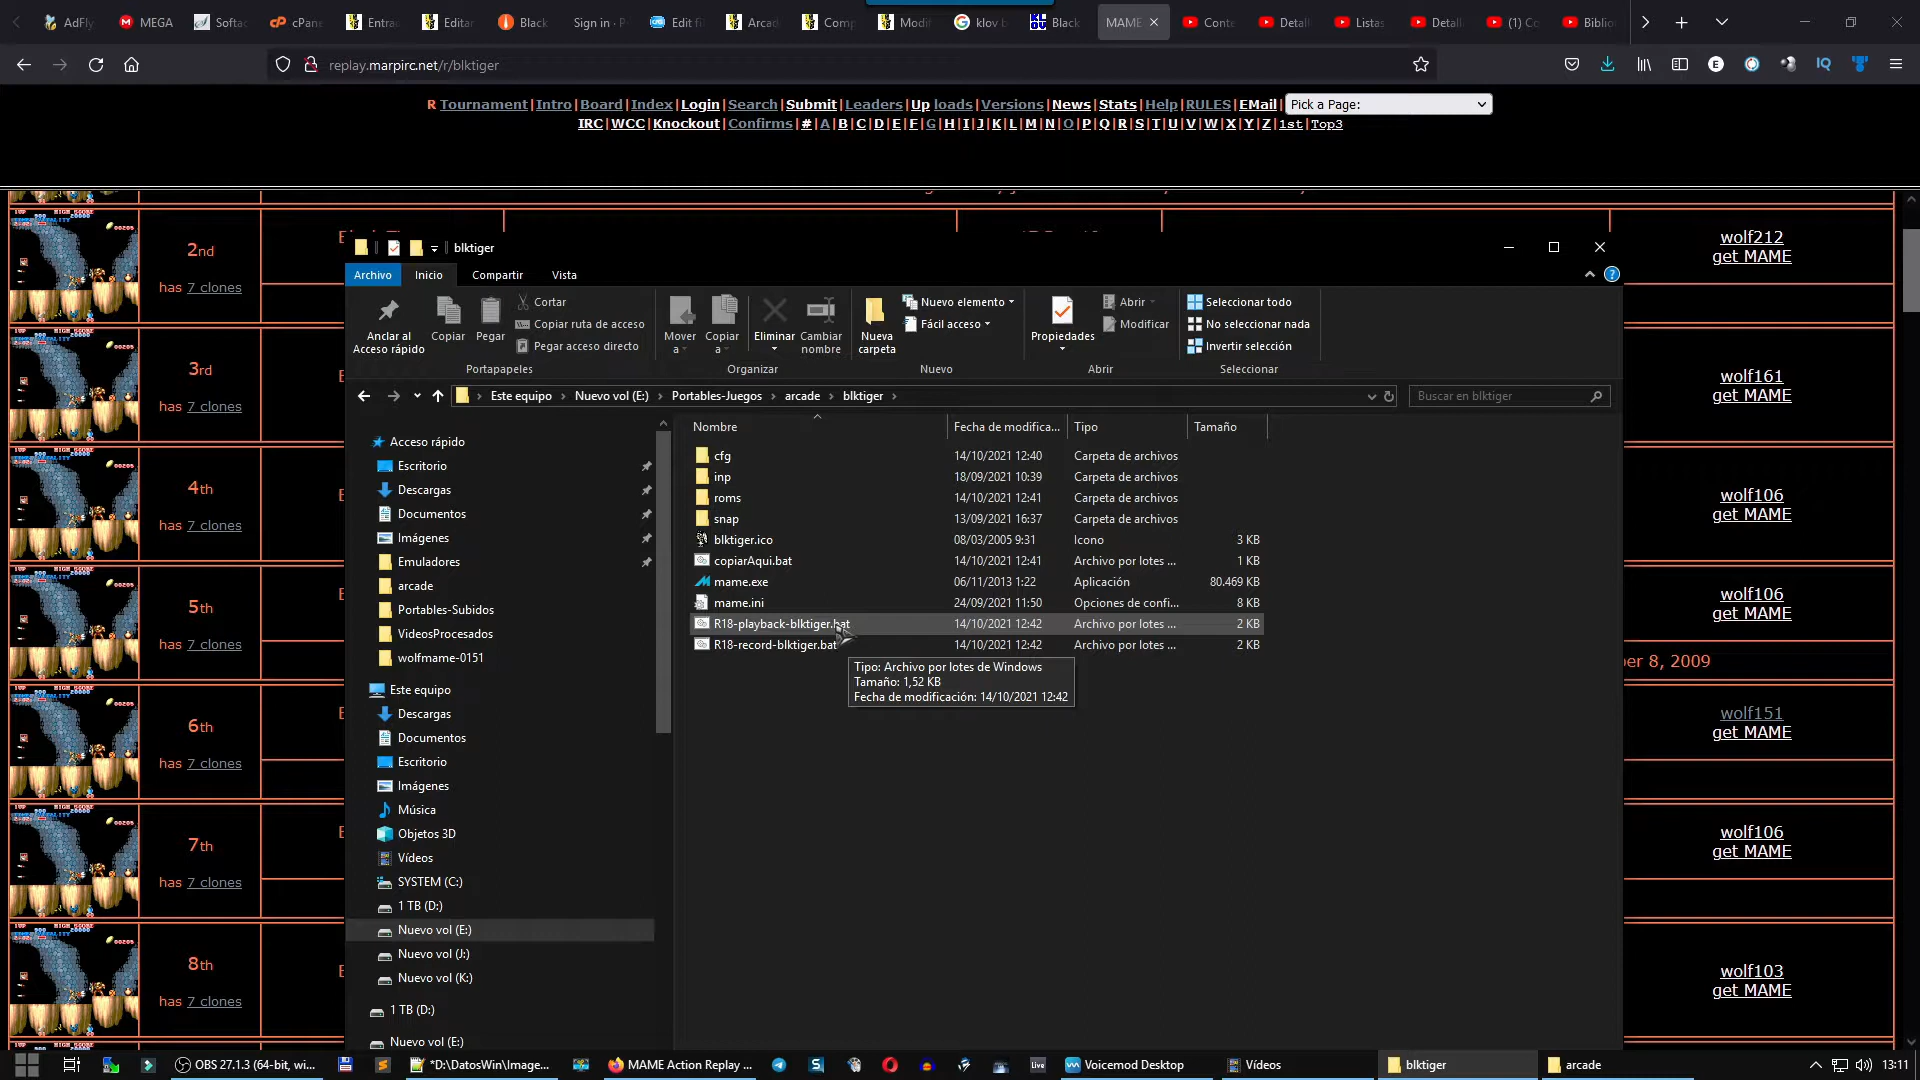 AdFly
MEGA
Softac
cPane
Entra
Editar
Black
Sign in · P
Edit fi
Arcad
Comp
Modif
klov b
Black
MAME
Conte
Detall
Listas
Detall
(1) Co
Biblio
replay.marpirc.net/r/blktiger
R Tournament|Intro|Board|Index|Login|Search|Submit|Leaders|Up loads|Versions|News|Stats|Help|RULES|EMail| Pick a Page:
IRC|WCC|Knockout|Confirms|#|A|B|C|D|E|F|G|H|I|J|K|L|M|N|O|P|Q|R|S|T|U|V|W|X|Y|Z|1st|Top3
2nd
has 7 clones
wolf212
get MAME
3rd
has 7 clones
wolf161
get MAME
4th
has 7 clones
wolf106
get MAME
5th
has 7 clones
wolf106
get MAME
er 8, 2009
6th
has 7 clones
wolf151
get MAME
7th
has 7 clones
wolf106
get MAME
8th
has 7 clones
wolf103
get MAME
blktiger
Archivo
Inicio
Compartir
Vista
Anclar al
Acceso rápido
Copiar
Pegar
Cortar
Copiar ruta de acceso
Pegar acceso directo
Portapapeles
Mover
a
Copiar
a
Eliminar
Cambiar
nombre
Organizar
Nueva
carpeta
Nuevo elemento
Fácil acceso
Nuevo
Propiedades
Abrir
Modificar
Abrir
Seleccionar todo
No seleccionar nada
Invertir selección
Seleccionar
Este equipo > Nuevo vol (E:) > Portables-Juegos > arcade > blktiger >
Buscar en blktiger
Acceso rápido
Escritorio
Descargas
Documentos
Imágenes
Emuladores
arcade
Portables-Subidos
VideosProcesados
wolfmame-0151
Este equipo
Descargas
Documentos
Escritorio
Imágenes
Música
Objetos 3D
Vídeos
SYSTEM (C:)
1 TB (D:)
Nuevo vol (E:)
Nuevo vol (J:)
Nuevo vol (K:)
1 TB (D:)
Nuevo vol (E:)
Nombre Fecha de modifica... Tipo Tamaño
cfg 14/10/2021 12:40 Carpeta de archivos
inp 18/09/2021 10:39 Carpeta de archivos
roms 14/10/2021 12:41 Carpeta de archivos
snap 13/09/2021 16:37 Carpeta de archivos
blktiger.ico 08/03/2005 9:31 Icono 3 KB
copiarAqui.bat 14/10/2021 12:41 Archivo por lotes ... 1 KB
mame.exe 06/11/2013 1:22 Aplicación 80.469 KB
mame.ini 24/09/2021 11:50 Opciones de confi... 8 KB
R18-playback-blktiger.bat 14/10/2021 12:42 Archivo por lotes ... 2 KB
R18-record-blktiger.bat 14/10/2021 12:42 Archivo por lotes ... 2 KB
Tipo: Archivo por lotes de Windows
Tamaño: 1,52 KB
Fecha de modificación: 14/10/2021 12:42
OBS 27.1.3 (64-bit, wi...
*D:\DatosWin\Image...
MAME Action Replay ...
Voicemod Desktop
Vídeos
blktiger
arcade
13:11